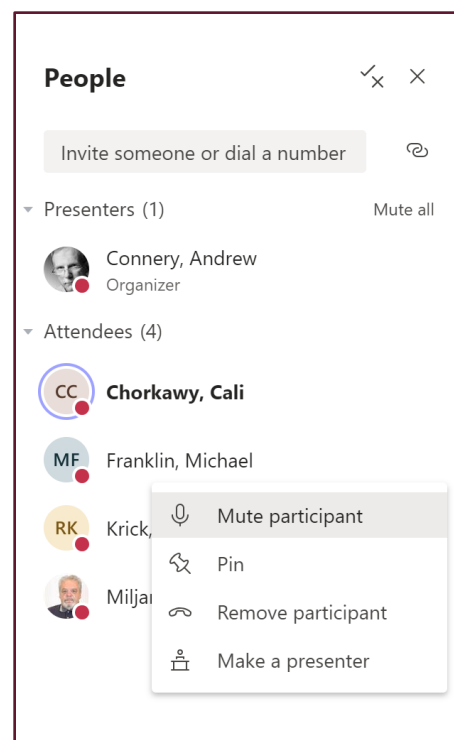 People
Invite someone or dial a number
Presenters (1) Mute all
Connery, Andrew
Organizer
Attendees (4)
CC Chorkawy, Cali
MF Franklin, Michael
Mute participant
RK Krick,
Pin
Remove participant
Make a presenter